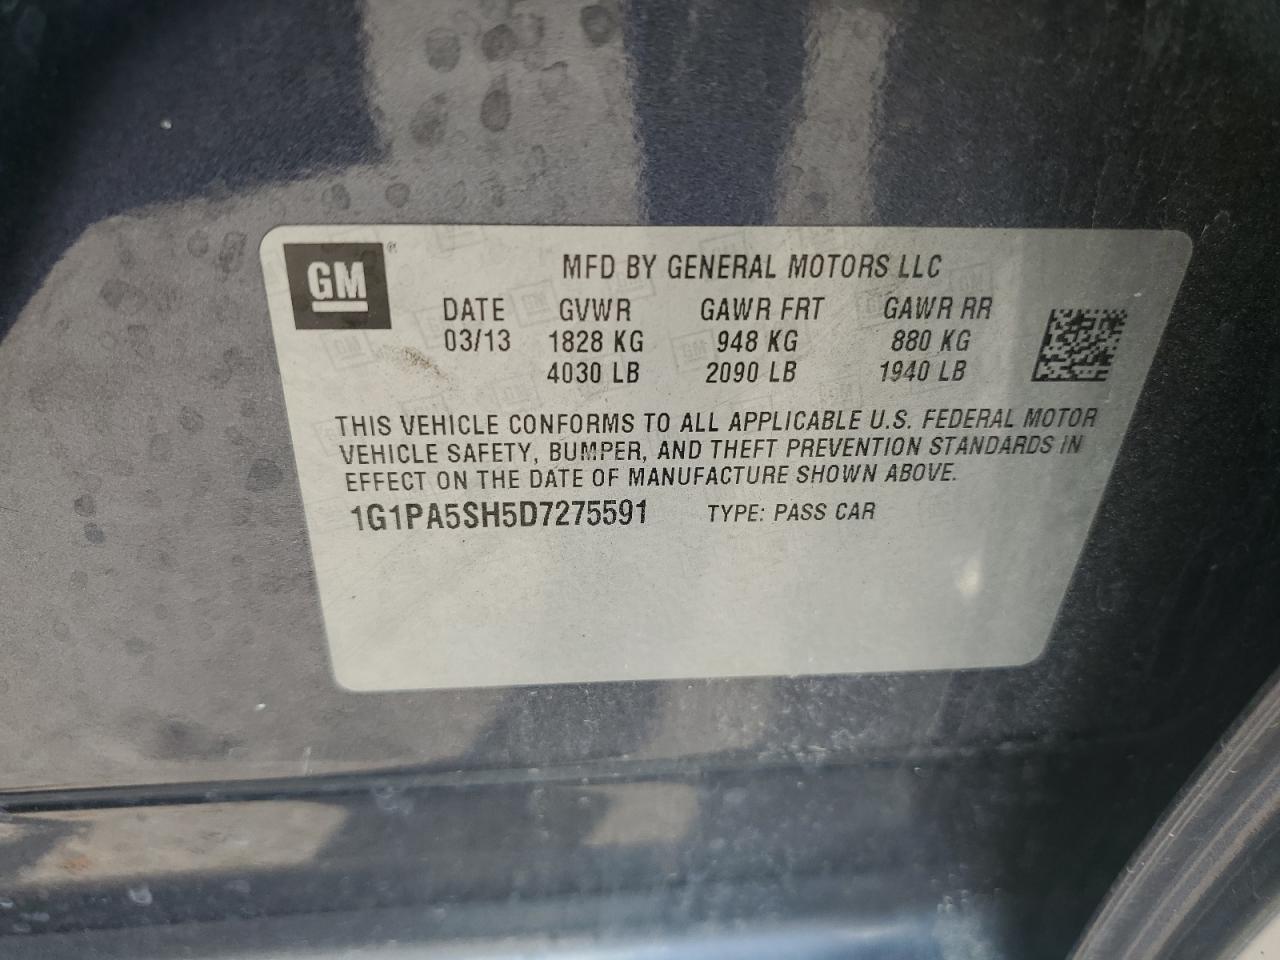 GM®
MFD BY GENERAL MOTORS LLC
DATE GVWR GAWR FRT GAWR RR
03/13 1828 KG 948 KG 880 KG
4030 LB 2090 LB 1940 LB
THIS VEHICLE CONFORMS TO ALL APPLICABLE U.S. FEDERAL MOTOR
VEHICLE SAFETY, BUMPER, AND THEFT PREVENTION STANDARDS IN
EFFECT ON THE DATE OF MANUFACTURE SHOWN ABOVE.
1G1PA5SH5D7275591 TYPE: PASS CAR